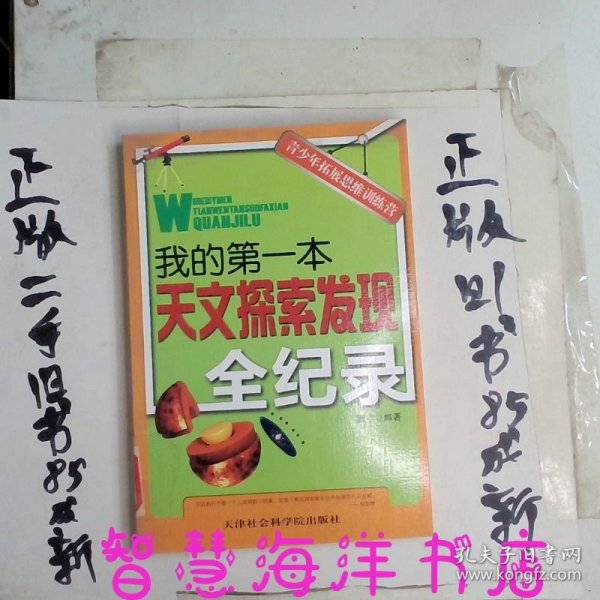 正版二手旧书85成新
青少年拓展思维训练营
WODEDIYIBEN
TIANWENTANSUOFAXIAN
QUANJILU
我的第一本
天文探索发现
全纪录
编著
天津社会科学院出版社
正版旧书85成新
智慧海洋书店
孔夫子旧书网
www.kongfz.com